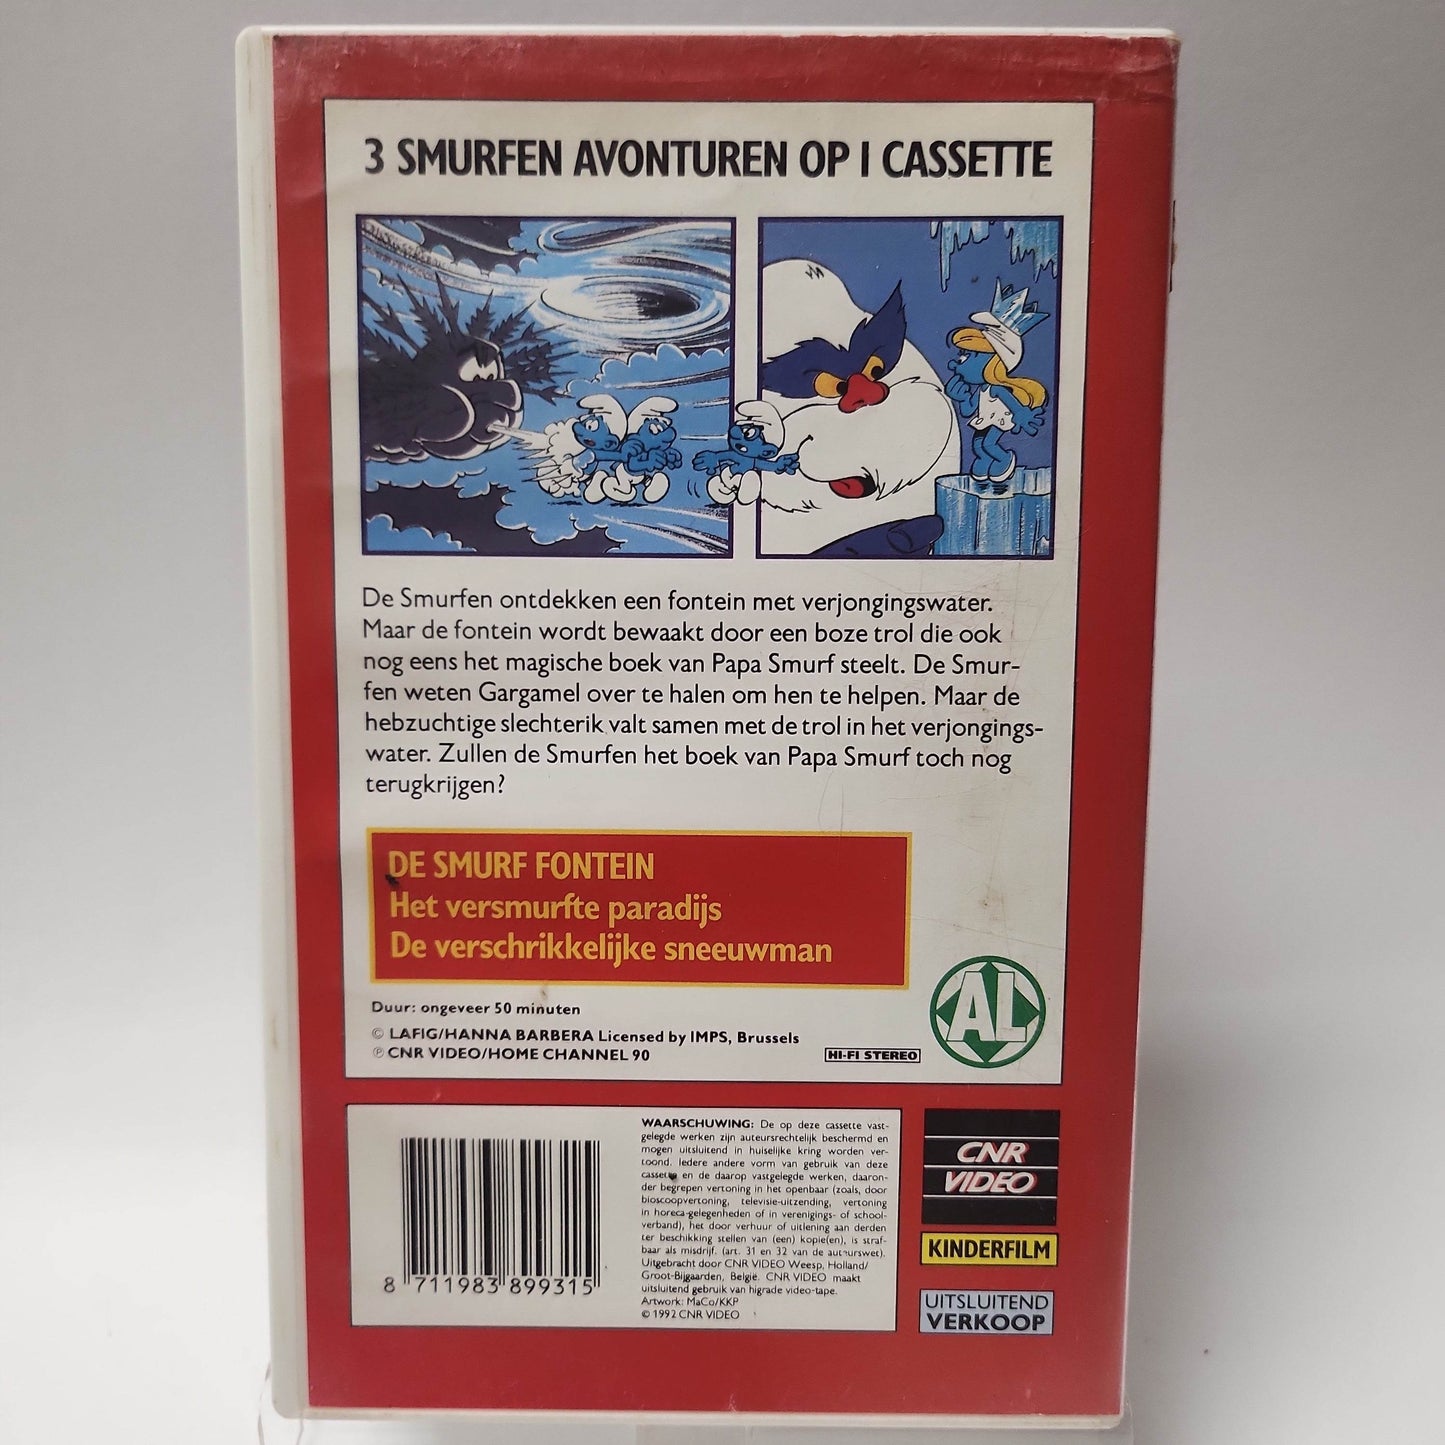 3 SMURFEN AVONTUREN OP 1 CASSETTE
De Smurfen ontdekken een fontein met verjongingswater.
Maar de fontein wordt bewaakt door een boze trol die ook
nog eens het magische boek van Papa Smurf steelt. De Smur-
fen weten Gargamel over te halen om hen te helpen. Maar de
hebzuchtige slechterik valt samen met de trol in het verjongings-
water. Zullen de Smurfen het boek van Papa Smurf toch nog
terugkrijgen?
DE SMURF FONTEIN
Het versmurfte paradijs
De verschrikkelijke sneeuwman
Duur: ongeveer 50 minuten
© LAFIG/HANNA BARBERA Licensed by IMPS, Brussels
℗ CNR VIDEO/HOME CHANNEL 90
HI-FI STEREO
AL
8 711983 899315
WAARSCHUWING: De op deze cassette vast-
gelegde werken zijn auteursrechtelijk beschermd en
mogen uitsluitend in huiselijke kring worden ver-
toond. Iedere andere vorm van gebruik van deze
cassette en de daarop vastgelegde werken, daaron-
der begrepen vertoning in het openbaar (zoals, door
bioscoopvertoning, televisie-uitzending, vertoning
in horeca-gelegenheden of in verenigings- of school-
verband), het door verhuur of uitlening aan derden
ter beschikking stellen van (een) kopie(en), is straf-
baar als misdrijf. (art. 31 en 32 van de auteurswet).
Uitgebracht door CNR VIDEO Weesp, Holland/
Groot-Bijgaarden, België. CNR VIDEO maakt
uitsluitend gebruik van higrade video-tape.
Artwork: MaCo/KKP
© 1992 CNR VIDEO
CNR
VIDEO
KINDERFILM
UITSLUITEND
VERKOOP